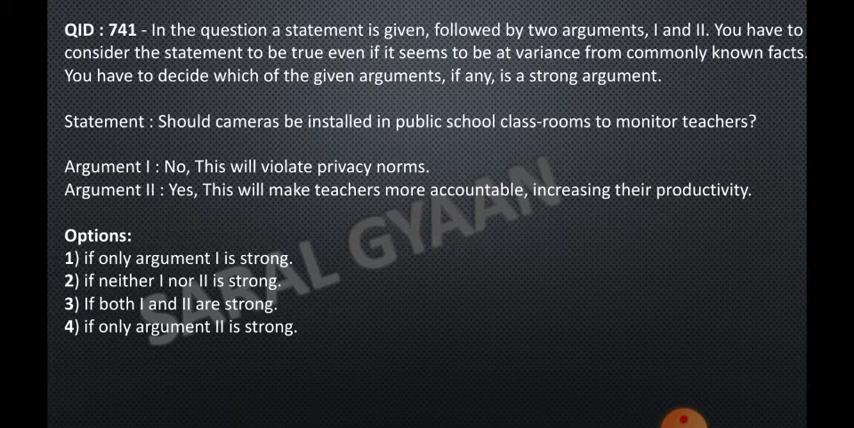 QID : 741 - In the question a statement is given, followed by two arguments, I and II. You have to
consider the statement to be true even if it seems to be at variance from commonly known facts.
You have to decide which of the given arguments, if any, is a strong argument.
Statement : Should cameras be installed in public school class-rooms to monitor teachers?
Argument I : No, This will violate privacy norms.
Argument II : Yes, This will make teachers more accountable, increasing their productivity.
Options:
1) if only argument I is strong.
2) if neither I nor II is strong.
3) If both I and II are strong.
4) if only argument II is strong.
SARAL GYAAN